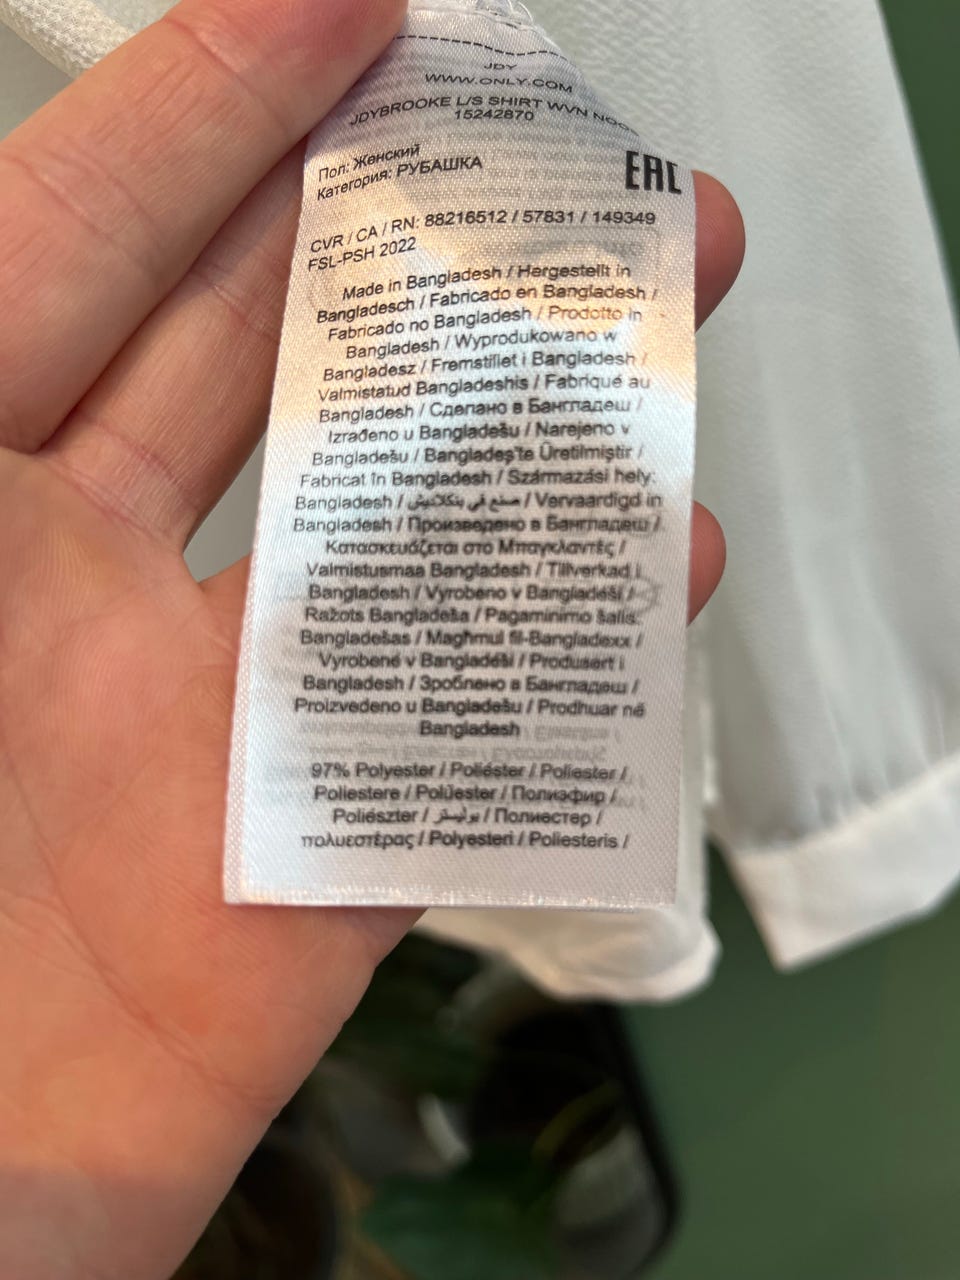 JDY
WWW.ONLY.COM
JDYBROOKE L/S SHIRT WVN NOO
15242870
Пол: Женский
Категория: РУБАШКА
EAC
CVR / CA / RN: 88216512 / 57831 / 149349
FSL-PSH 2022
Made in Bangladesh / Hergestellt in
Bangladesch / Fabricado en Bangladesh /
Fabricado no Bangladesh / Prodotto in
Bangladesh / Wyprodukowano w
Bangladesz / Fremstillet i Bangladesh /
Valmistatud Bangladeshis / Fabriqué au
Bangladesh / Сделано в Бангладеш /
Izrađeno u Bangladešu / Narejeno v
Bangladešu / Bangladeş'te Üretilmiştir /
Fabricat în Bangladesh / Származási hely:
Bangladesh / صنع في بنكلاديش / Vervaardigd in
Bangladesh / Произведено в Бангладеш /
Κατασκευάζεται στο Μπαγκλαντές /
Valmistusmaa Bangladesh / Tillverkad i
Bangladesh / Vyrobeno v Bangladéši /
Ražots Bangladeša / Pagaminimo šalis:
Bangladešas / Magħmul fil-Bangladexx /
Vyrobené v Bangladéši / Produsert i
Bangladesh / Зроблено в Бангладеш /
Proizvedeno u Bangladešu / Prodhuar në
Bangladesh
97% Polyester / Poliéster / Poliester /
Poliestere / Polüester / Полиэфир /
Poliészter / بوليستر / Полиестер /
πολυεστέρας / Polyesteri / Poliesteris /